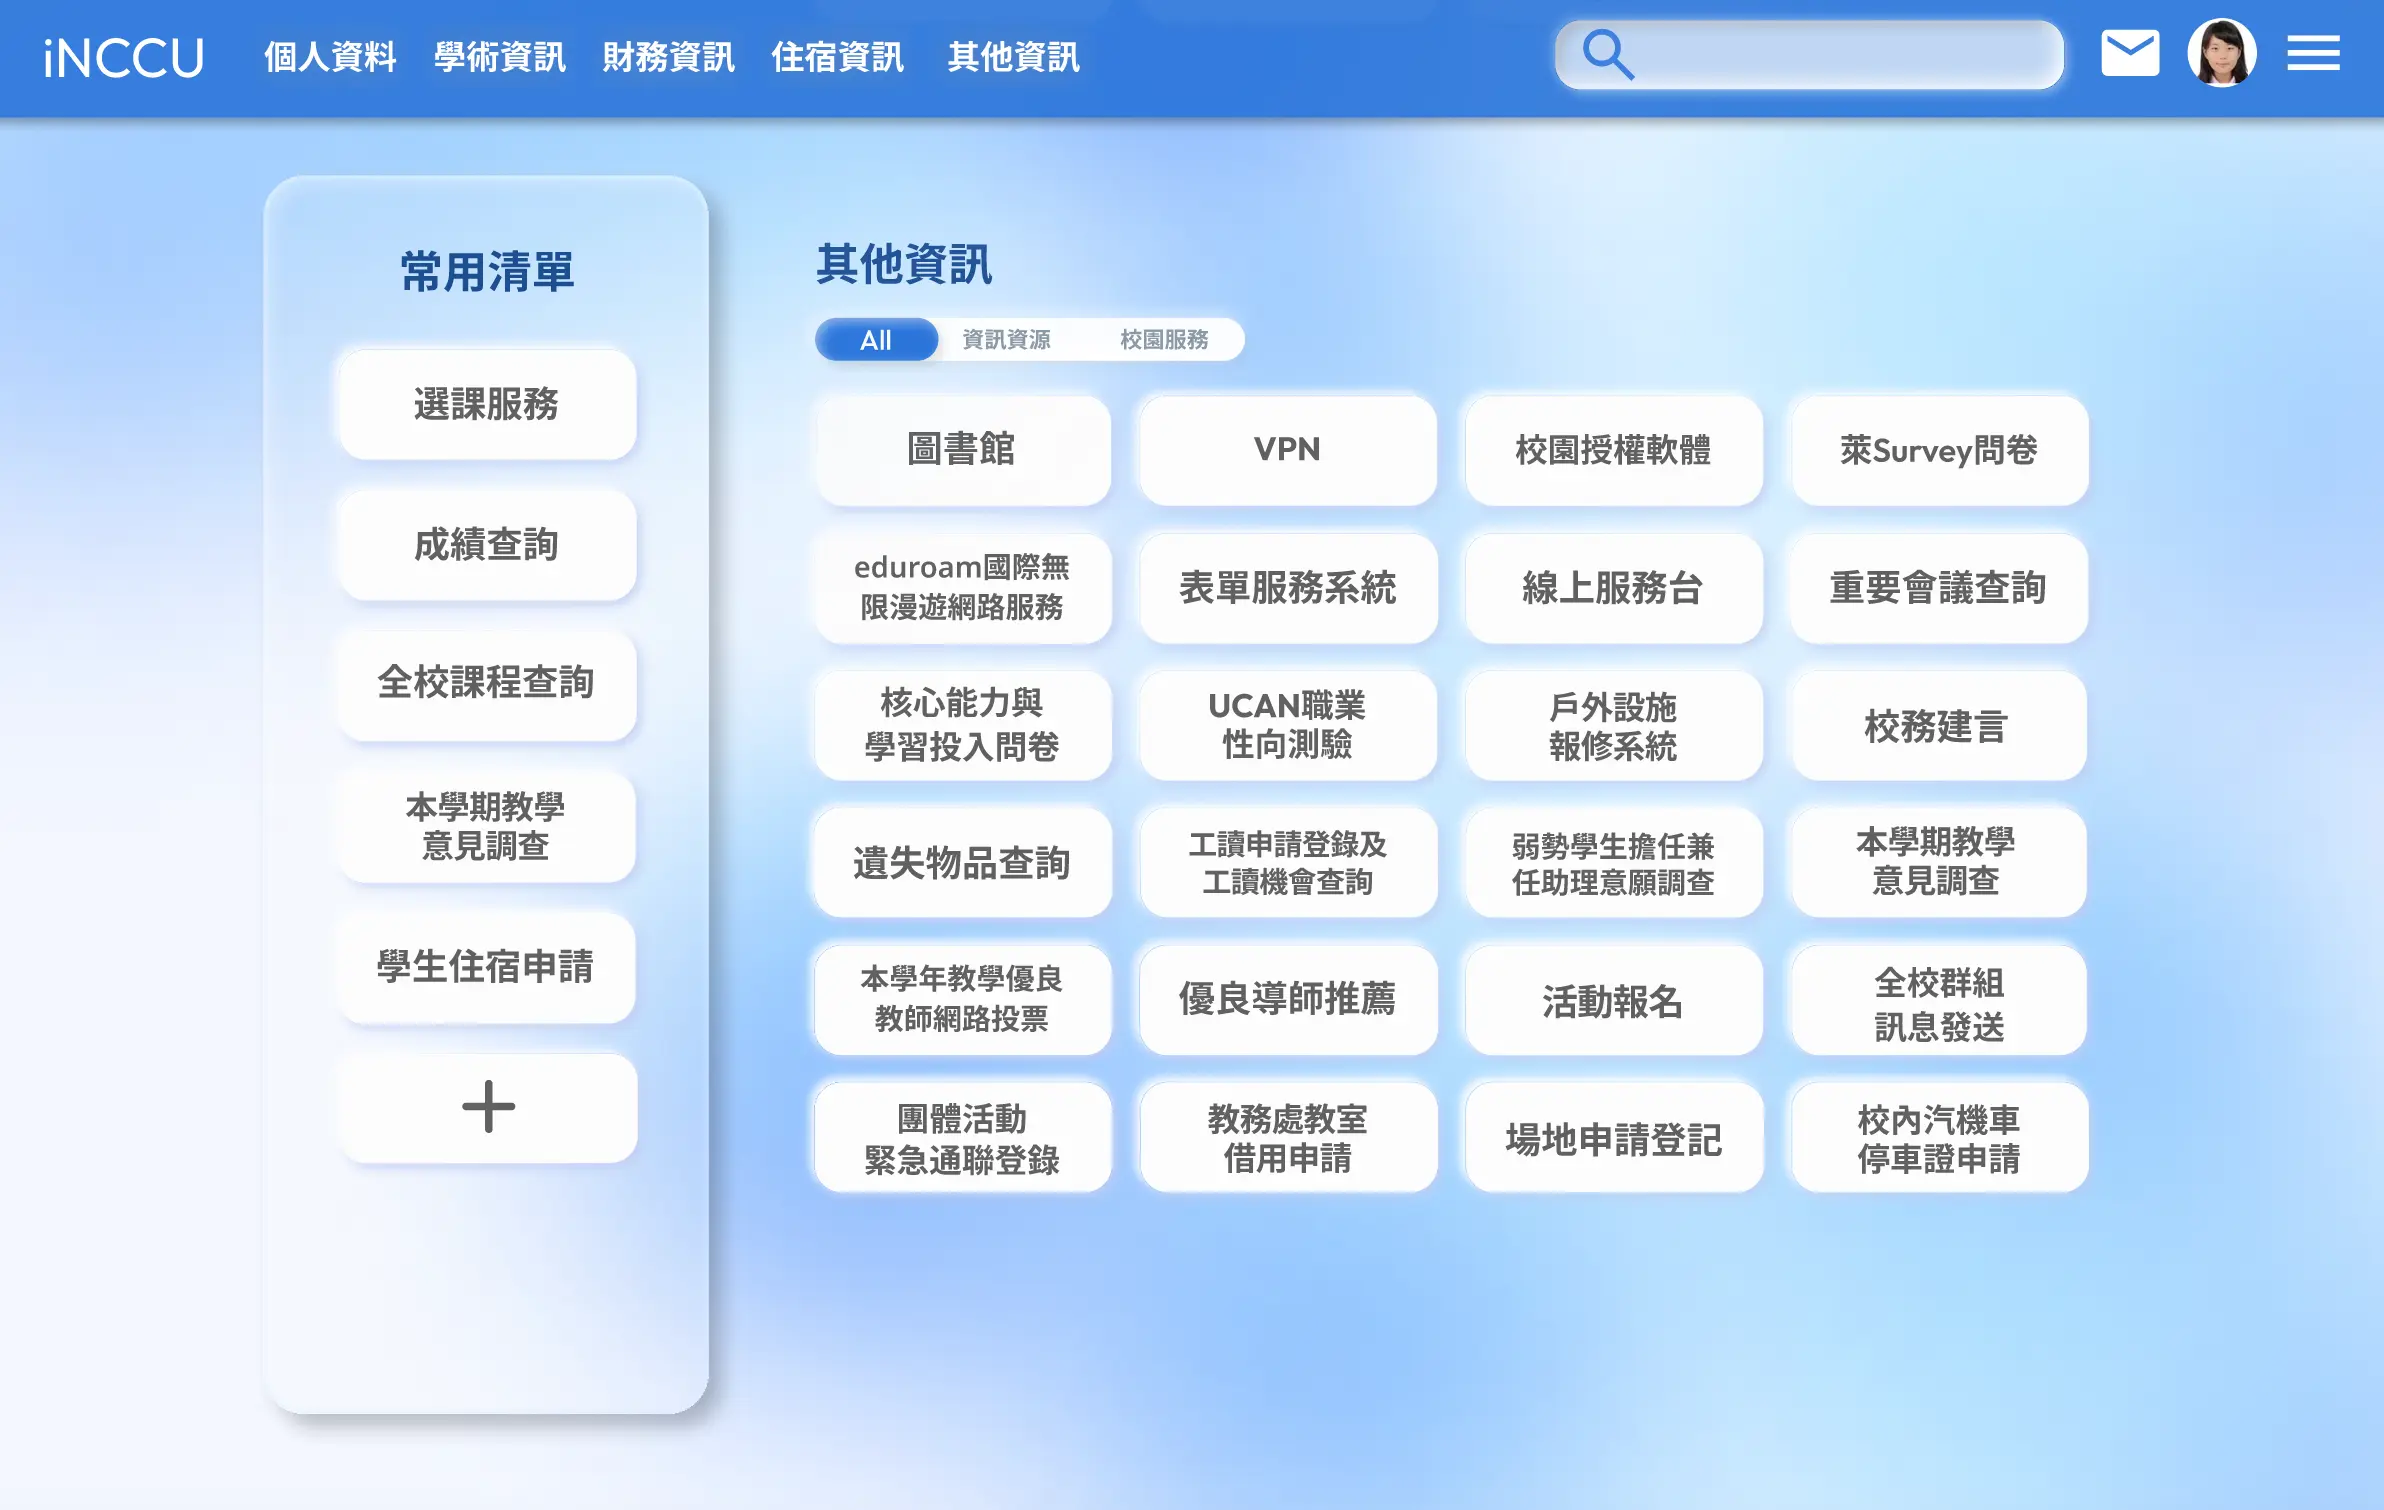 iNCCU 個人資料 學術資訊 財務資訊 住宿資訊 其他資訊
常用清單
選課服務
成績查詢
全校課程查詢
本學期教學
意見調查
學生住宿申請
其他資訊
All 資訊資源 校園服務
圖書館
VPN
校園授權軟體
萊Survey問卷
eduroam國際無
限漫遊網路服務
表單服務系統
線上服務台
重要會議查詢
核心能力與
學習投入問卷
UCAN職業
性向測驗
戶外設施
報修系統
校務建言
遺失物品查詢
工讀申請登錄及
工讀機會查詢
弱勢學生擔任兼
任助理意願調查
本學期教學
意見調查
本學年教學優良
教師網路投票
優良導師推薦
活動報名
全校群組
訊息發送
團體活動
緊急通聯登錄
教務處教室
借用申請
場地申請登記
校內汽機車
停車證申請